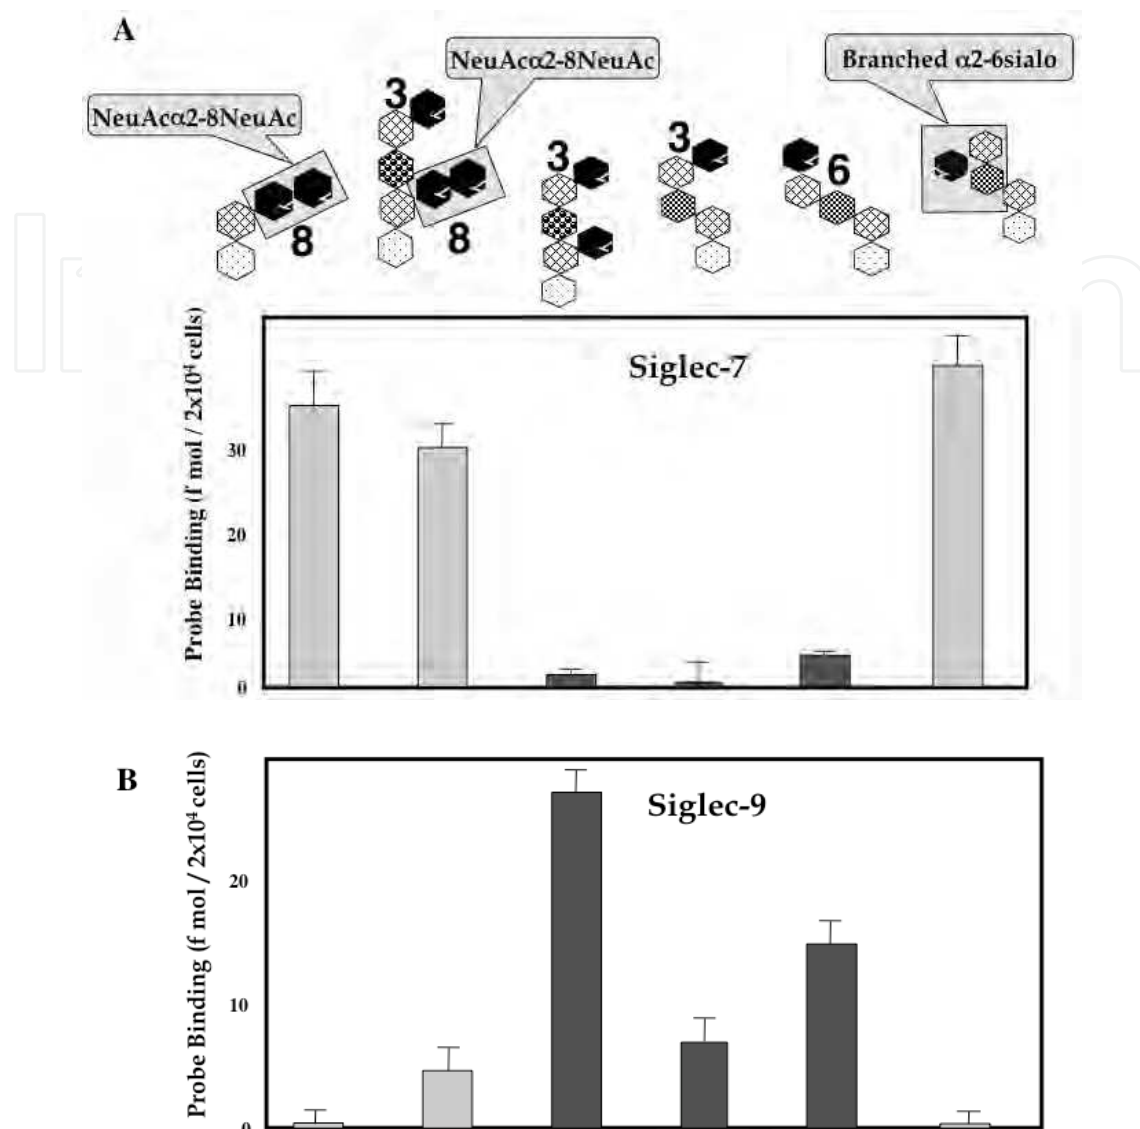 A
NeuAcα2-8NeuAc
Branched α2-6sialo
NeuAcα2-8NeuAc
3
3
3
6
8
8
Siglec-7
Probe Binding (f mol / 2x10⁴ cells)
30
20
10
0
B
Siglec-9
Probe Binding (f mol / 2x10⁴ cells)
20
10
0